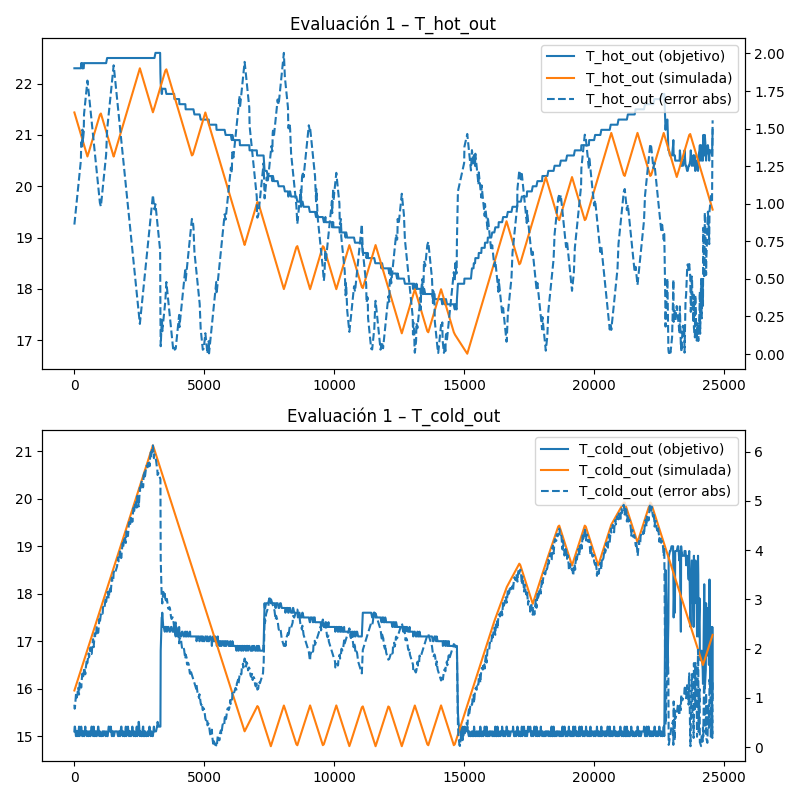 Evaluación 1 – T_hot_out
T_hot_out (objetivo)
T_hot_out (simulada)
T_hot_out (error abs)
22
21
20
19
18
17
2.00
1.75
1.50
1.25
1.00
0.75
0.50
0.25
0.00
0 5000 10000 15000 20000 25000
Evaluación 1 – T_cold_out
T_cold_out (objetivo)
T_cold_out (simulada)
T_cold_out (error abs)
21
20
19
18
17
16
15
6
5
4
3
2
1
0
0 5000 10000 15000 20000 25000